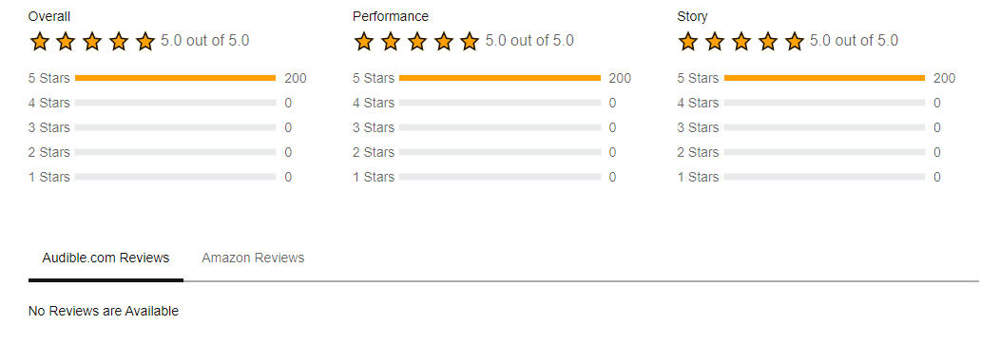 Overall Performance Story
5.0 out of 5.0 5.0 out of 5.0 5.0 out of 5.0
5 Stars 200 5 Stars 200 5 Stars 200
4 Stars 0 4 Stars 0 4 Stars 0
3 Stars 0 3 Stars 0 3 Stars 0
2 Stars 0 2 Stars 0 2 Stars 0
1 Stars 0 1 Stars 0 1 Stars 0
Audible.com Reviews Amazon Reviews
No Reviews are Available